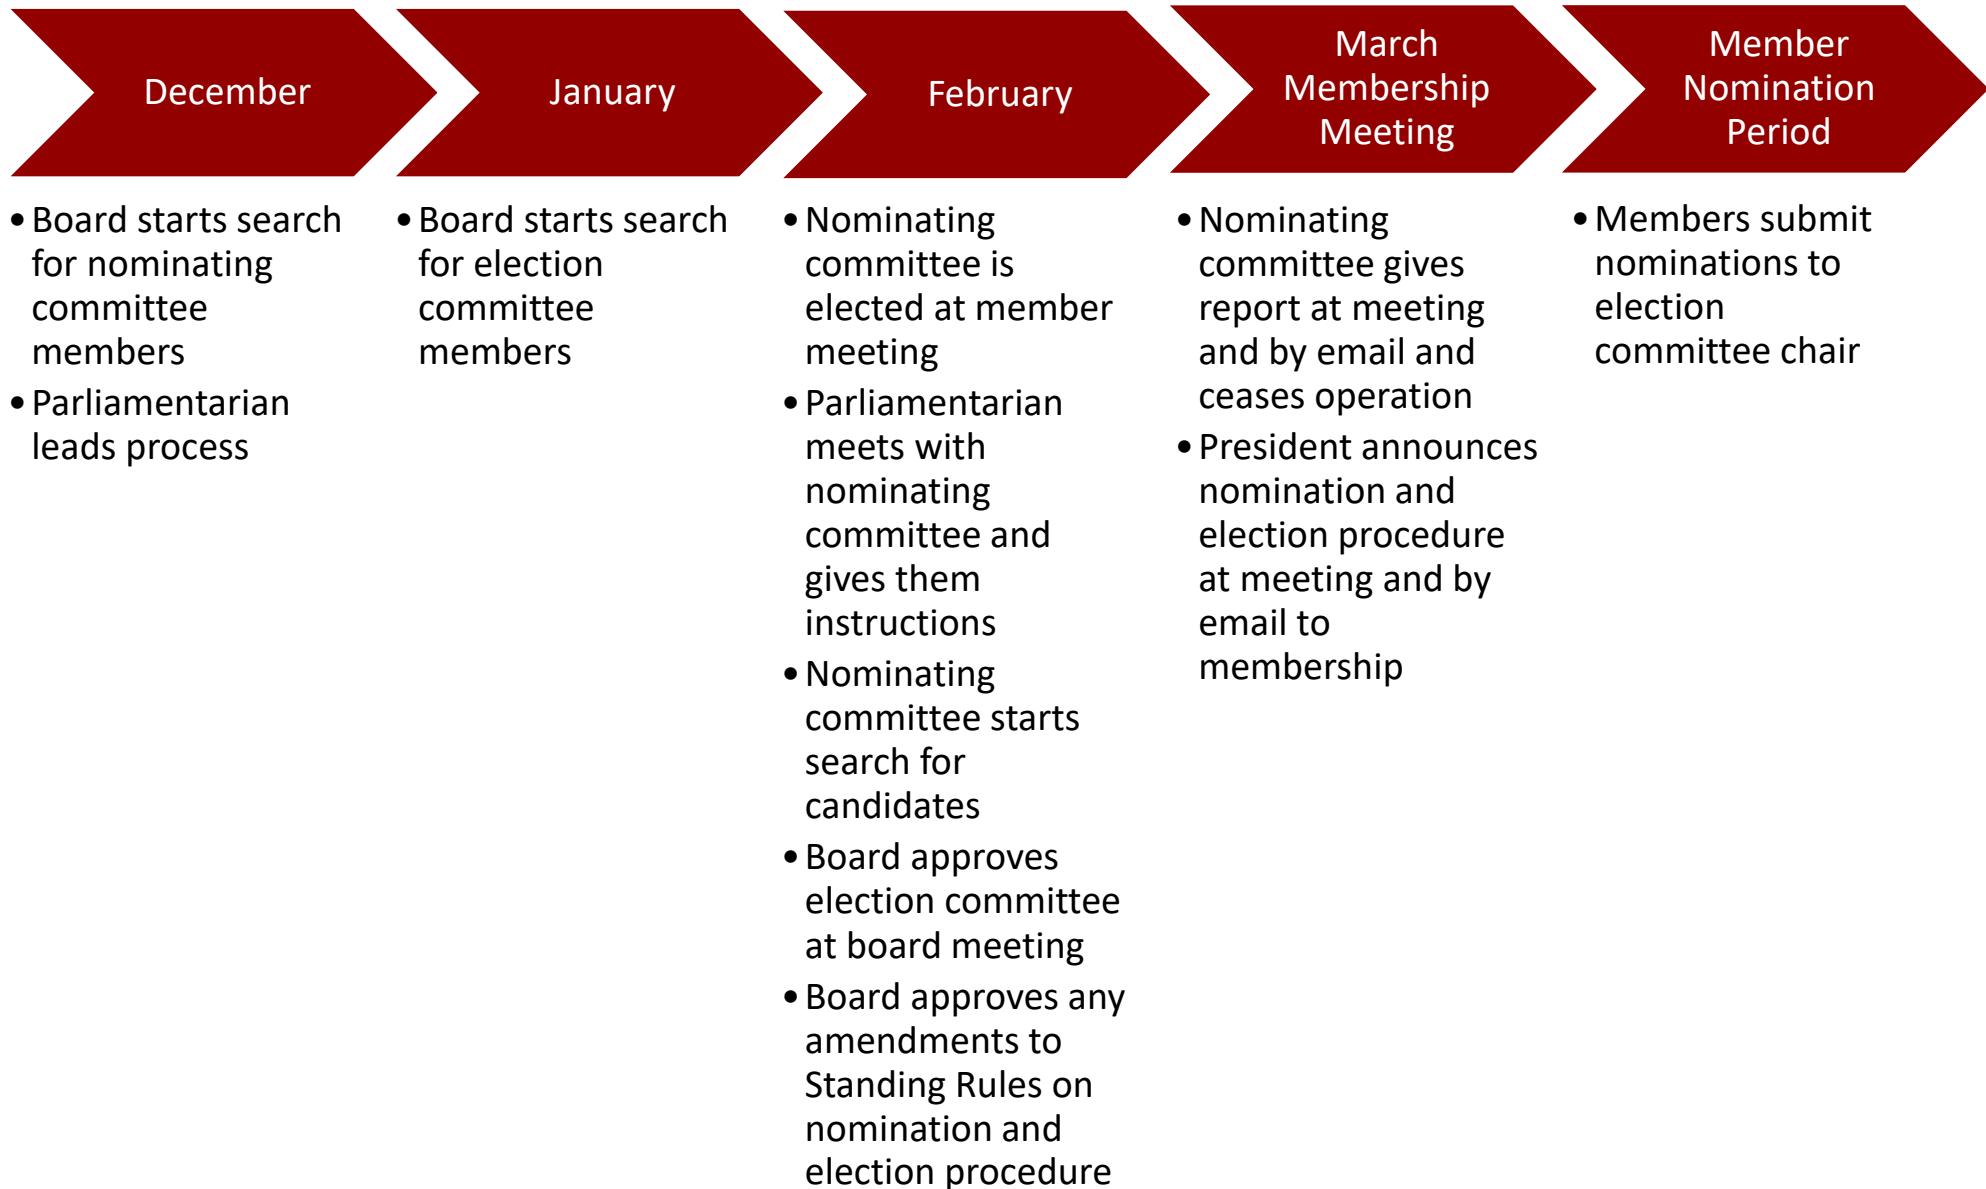 December
• Board starts search
for nominating
committee
members
• Parliamentarian
leads process
January
• Board starts search
for election
committee
members
February
• Nominating
committee is
elected at member
meeting
• Parliamentarian
meets with
nominating
committee and
gives them
instructions
• Nominating
committee starts
search for
candidates
• Board approves
election committee
at board meeting
• Board approves any
amendments to
Standing Rules on
nomination and
election procedure
March
Membership
Meeting
• Nominating
committee gives
report at meeting
and by email and
ceases operation
• President announces
nomination and
election procedure
at meeting and by
email to
membership
Member
Nomination
Period
• Members submit
nominations to
election
committee chair